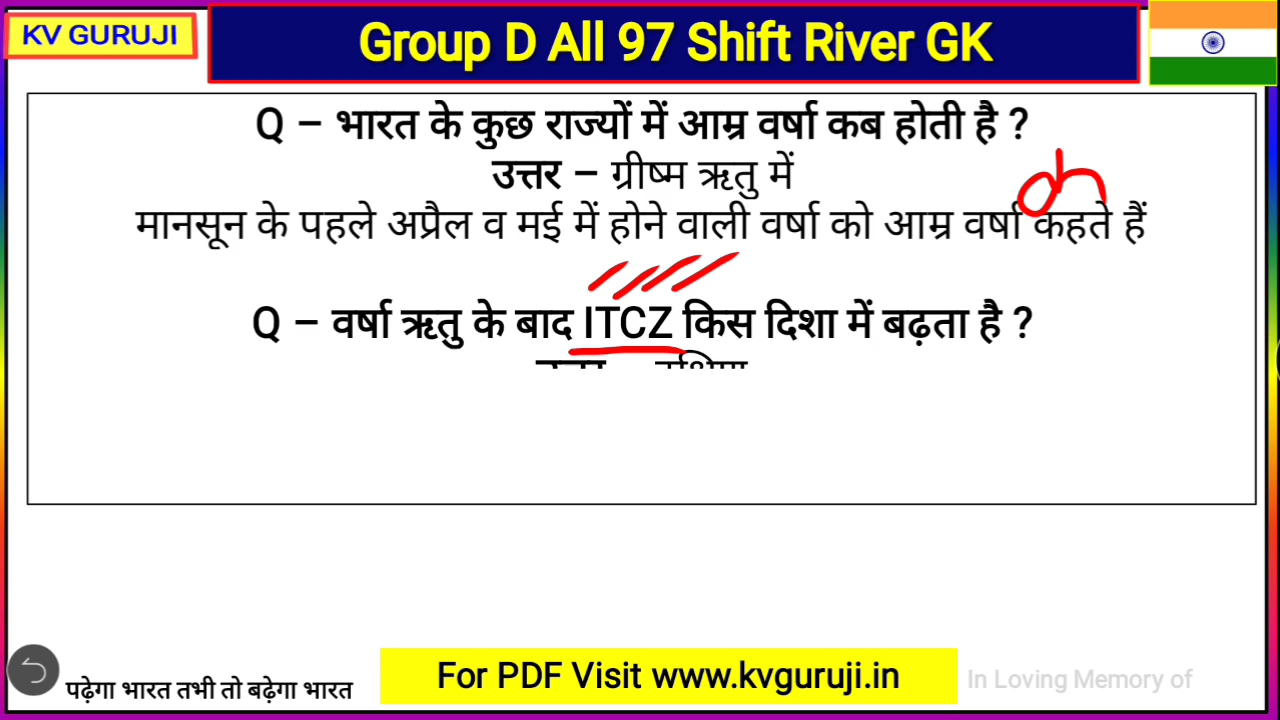 KV GURUJI
Group D All 97 Shift River GK
Q – भारत के कुछ राज्यों में आम्र वर्षा कब होती है ?
उत्तर – ग्रीष्म ऋतु में
मानसून के पहले अप्रैल व मई में होने वाली वर्षा को आम्र वर्षा कहते हैं
Q – वर्षा ऋतु के बाद ITCZ किस दिशा में बढ़ता है ?
पढ़ेगा भारत तभी तो बढ़ेगा भारत
For PDF Visit www.kvguruji.in
In Loving Memory of